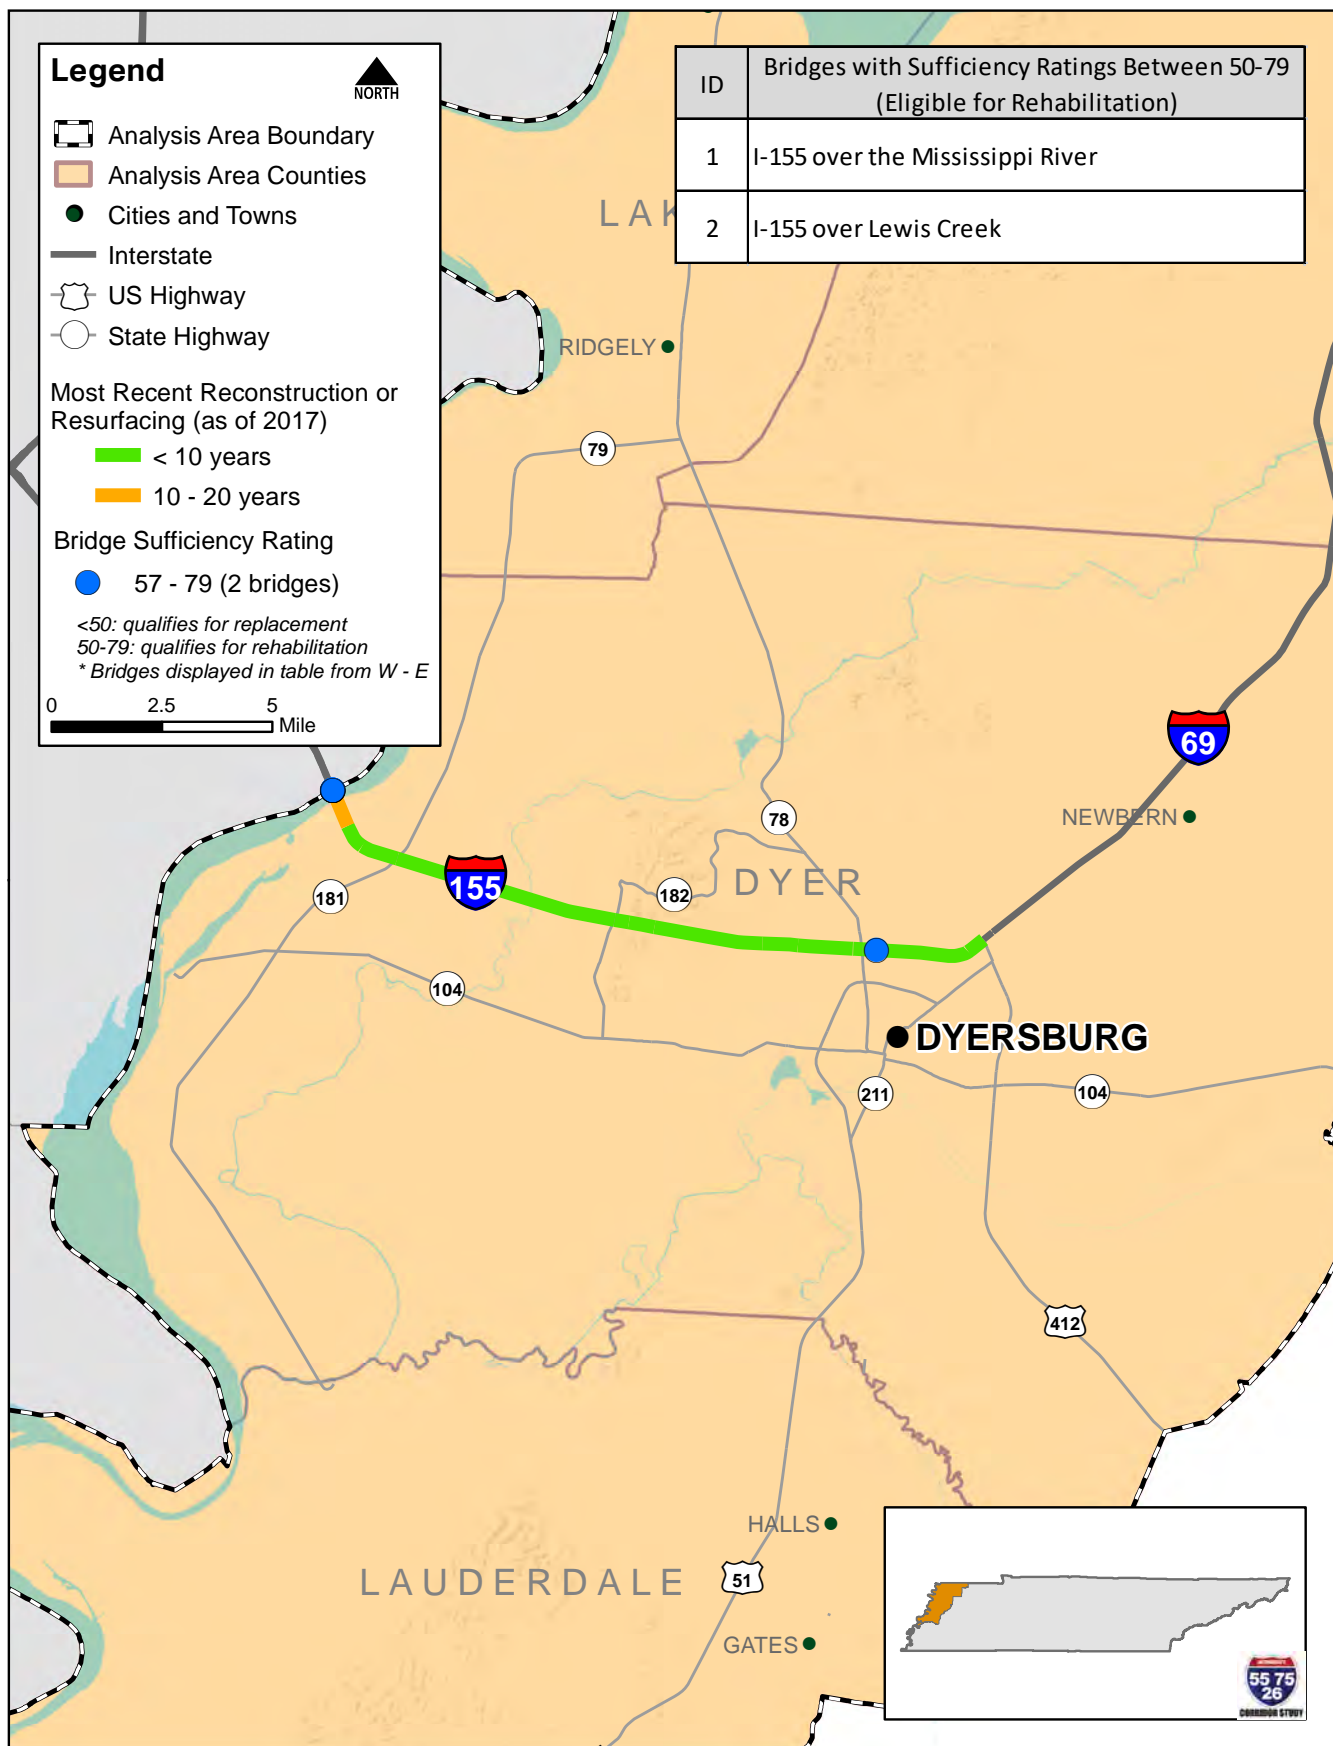 Legend
NORTH
Analysis Area Boundary
Analysis Area Counties
Cities and Towns
Interstate
US Highway
State Highway
Most Recent Reconstruction or
Resurfacing (as of 2017)
< 10 years
10 - 20 years
Bridge Sufficiency Rating
57 - 79 (2 bridges)
<50: qualifies for replacement
50-79: qualifies for rehabilitation
* Bridges displayed in table from W - E
0 2.5 5
Mile
ID
Bridges with Sufficiency Ratings Between 50-79
(Eligible for Rehabilitation)
1 I-155 over the Mississippi River
2 I-155 over Lewis Creek
LAK
RIDGELY
79
69
NEWBERN
78
155
DYER
182
181
104
DYERSBURG
211
104
412
HALLS
LAUDERDALE
51
GATES
55 75
26
CORRIDOR STUDY